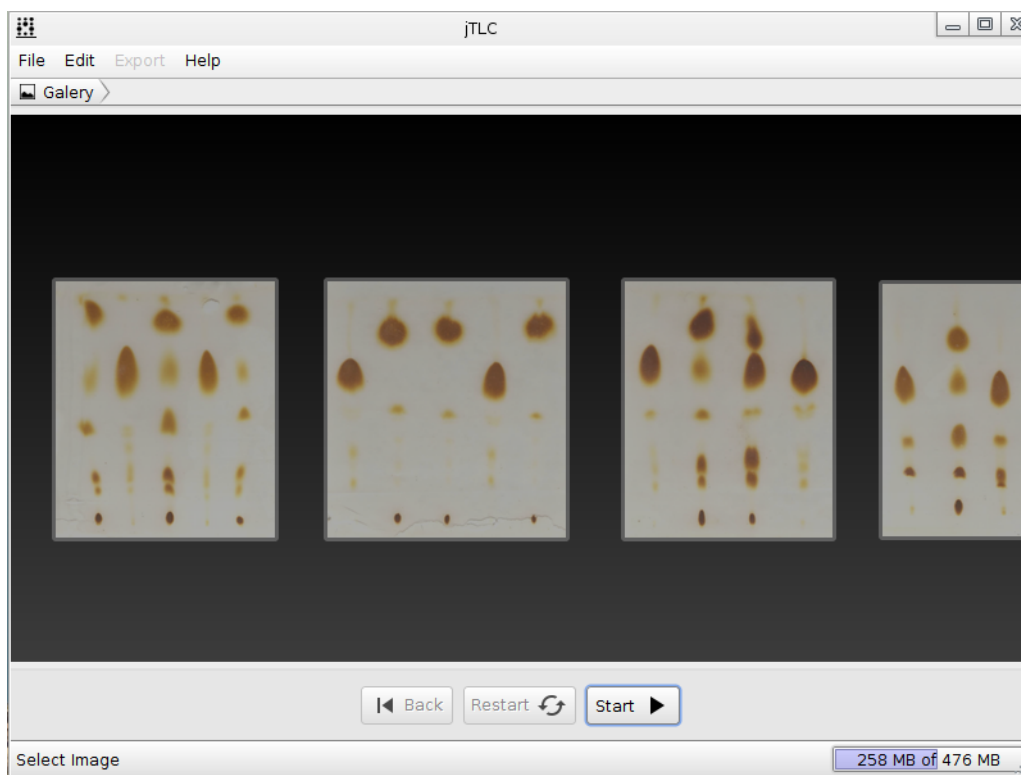 jTLC
File Edit Export Help
Galery
Back Restart Start
Select Image 258 MB of 476 MB